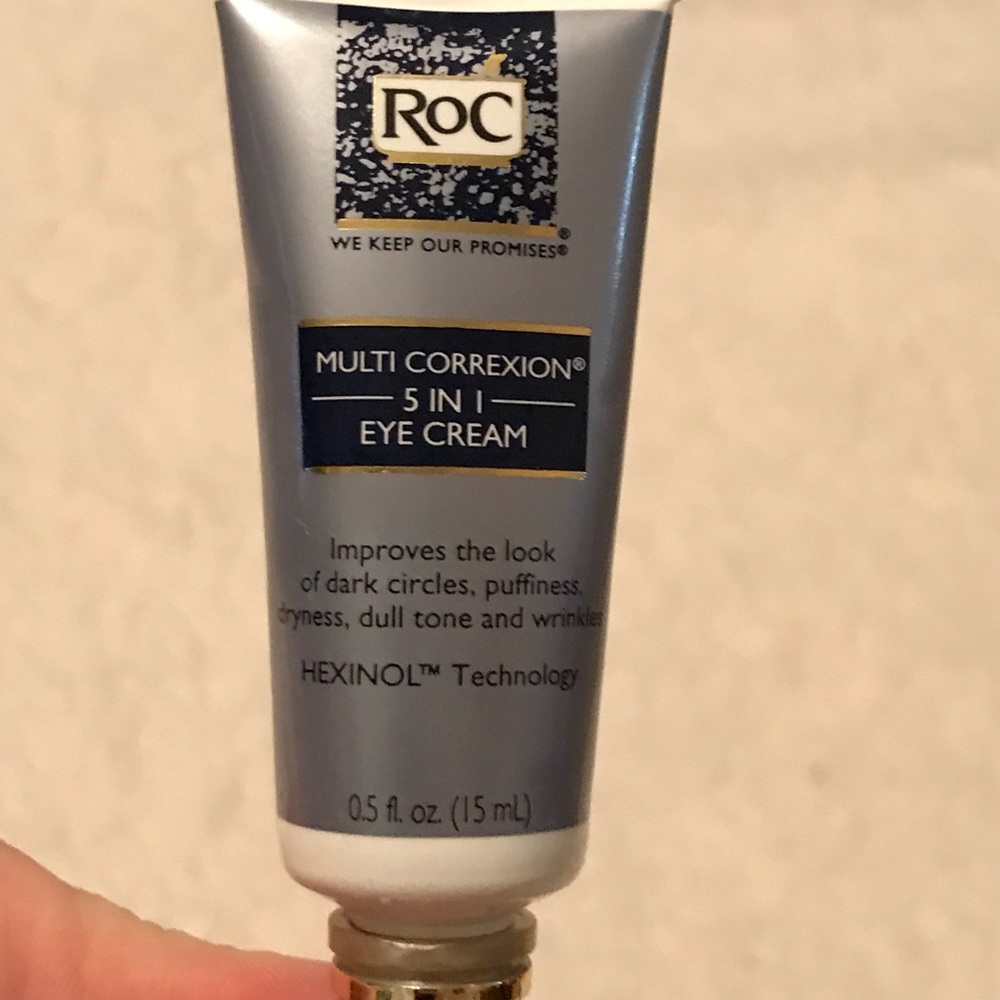 RoC
®
WE KEEP OUR PROMISES®
MULTI CORREXION®
5 IN 1
EYE CREAM
Improves the look
of dark circles, puffiness,
dryness, dull tone and wrinkles
HEXINOL™ Technology
0.5 fl. oz. (15 mL)